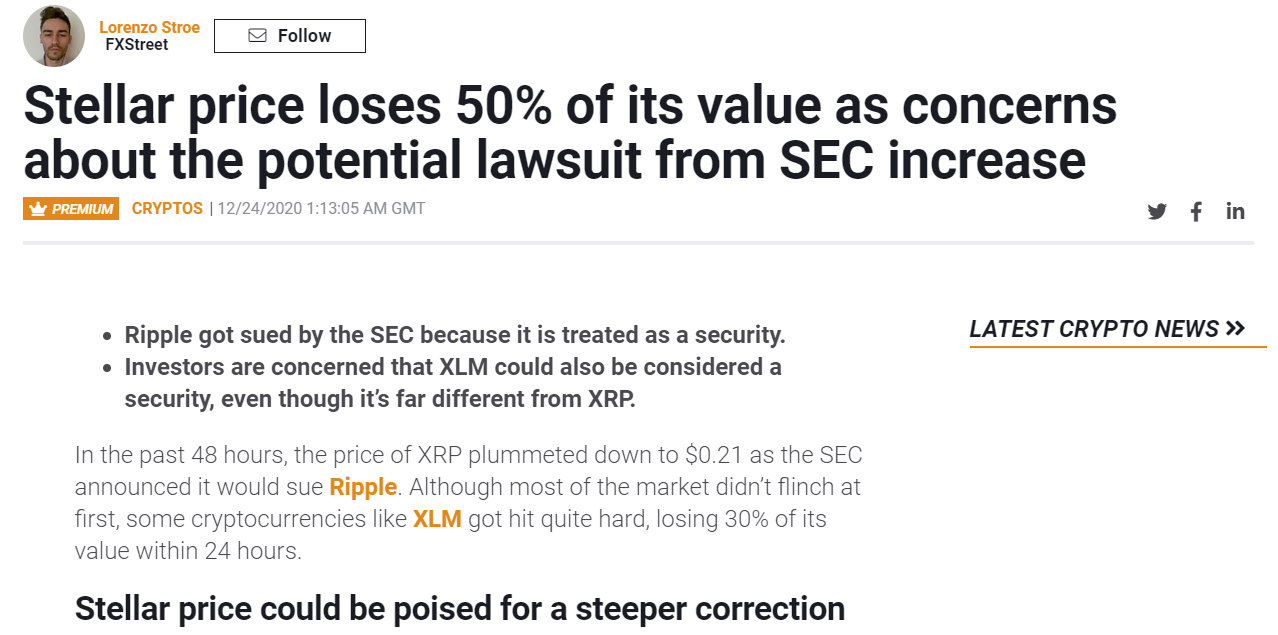 Lorenzo Stroe
FXStreet
Follow
Stellar price loses 50% of its value as concerns
about the potential lawsuit from SEC increase
PREMIUM CRYPTOS | 12/24/2020 1:13:05 AM GMT
• Ripple got sued by the SEC because it is treated as a security.
• Investors are concerned that XLM could also be considered a
security, even though it’s far different from XRP.
LATEST CRYPTO NEWS
In the past 48 hours, the price of XRP plummeted down to $0.21 as the SEC
announced it would sue Ripple. Although most of the market didn’t flinch at
first, some cryptocurrencies like XLM got hit quite hard, losing 30% of its
value within 24 hours.
Stellar price could be poised for a steeper correction